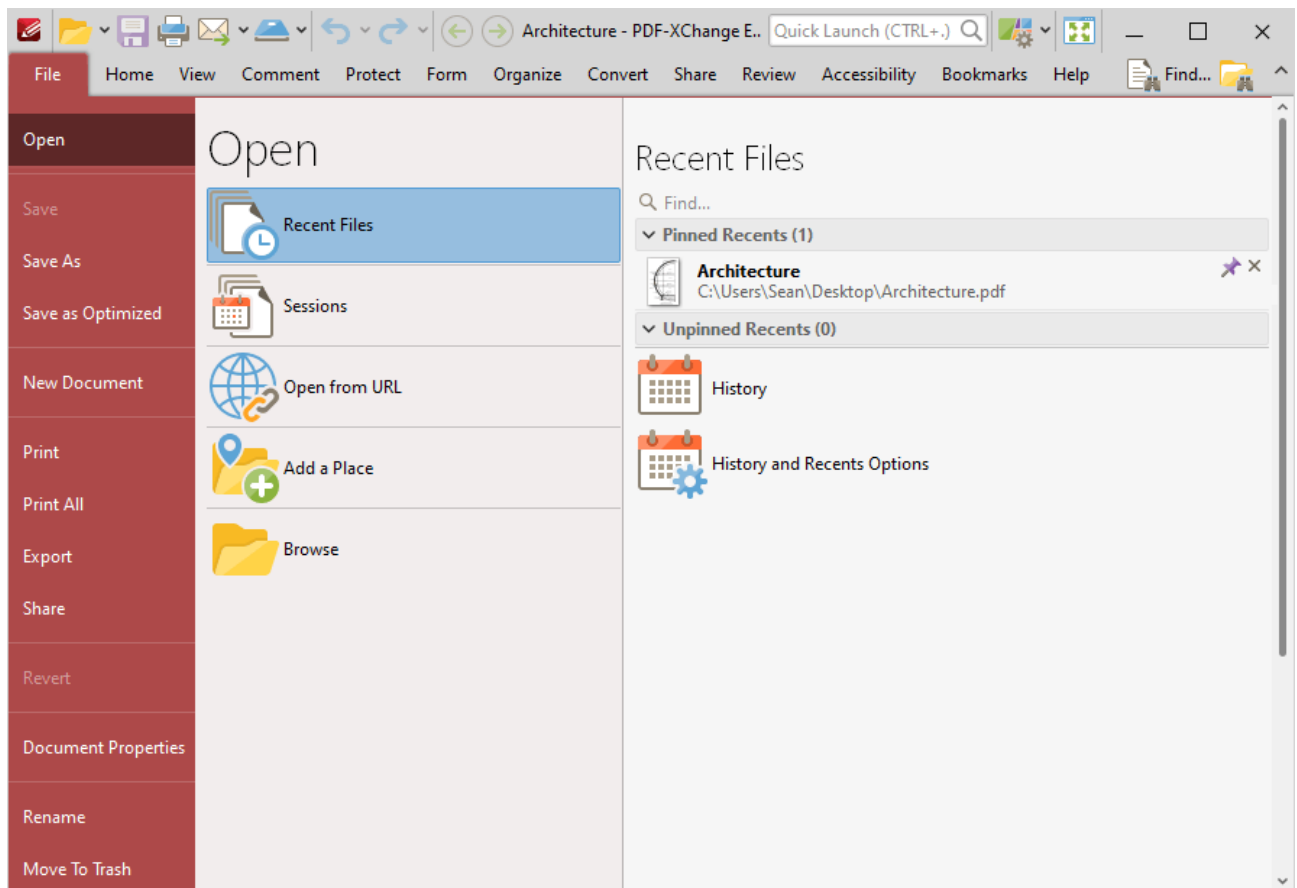 Architecture - PDF-XChange E..
Quick Launch (CTRL+.)
File Home View Comment Protect Form Organize Convert Share Review Accessibility Bookmarks Help Find...
Open
Save
Save As
Save as Optimized
New Document
Print
Print All
Export
Share
Revert
Document Properties
Rename
Move To Trash
Open
Recent Files
Sessions
Open from URL
Add a Place
Browse
Recent Files
Find...
Pinned Recents (1)
Architecture
C:\Users\Sean\Desktop\Architecture.pdf
Unpinned Recents (0)
History
History and Recents Options